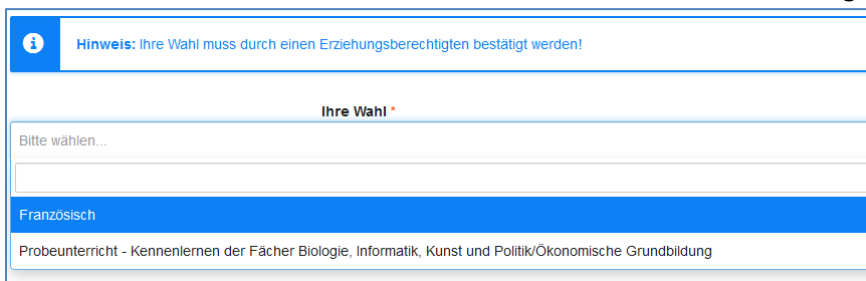 Hinweis: Ihre Wahl muss durch einen Erziehungsberechtigten bestätigt werden!
Ihre Wahl *
Bitte wählen...
Französisch
Probeunterricht - Kennenlernen der Fächer Biologie, Informatik, Kunst und Politik/Ökonomische Grundbildung